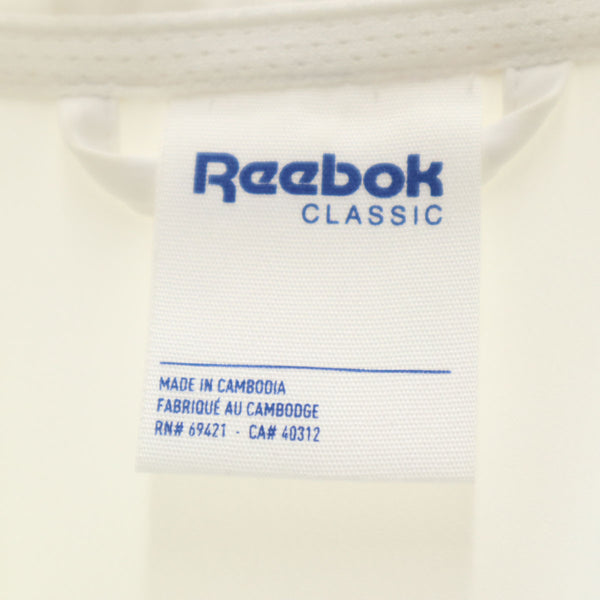 Reebok
CLASSIC
MADE IN CAMBODIA
FABRIQUÉ AU CAMBODGE
RN# 69421 - CA# 40312